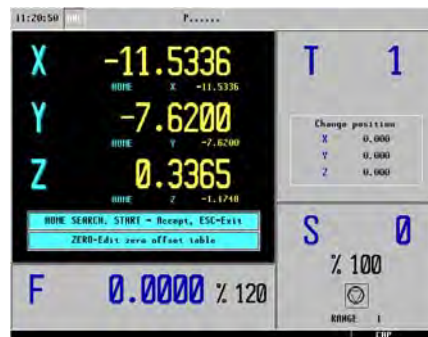 11:20:50 P......
X -11.5336
HOME X -11.5336
Y -7.6200
HOME Y -7.6200
Z 0.3365
HOME Z -1.1740
HOME SEARCH. START - Accept, ESC-Exit
ZERO-Edit zero offset table
F 0.0000 % 120
T 1
Change position
X 0.000
Y 0.000
Z 0.000
S 0
% 100
RANGE 1
CAP